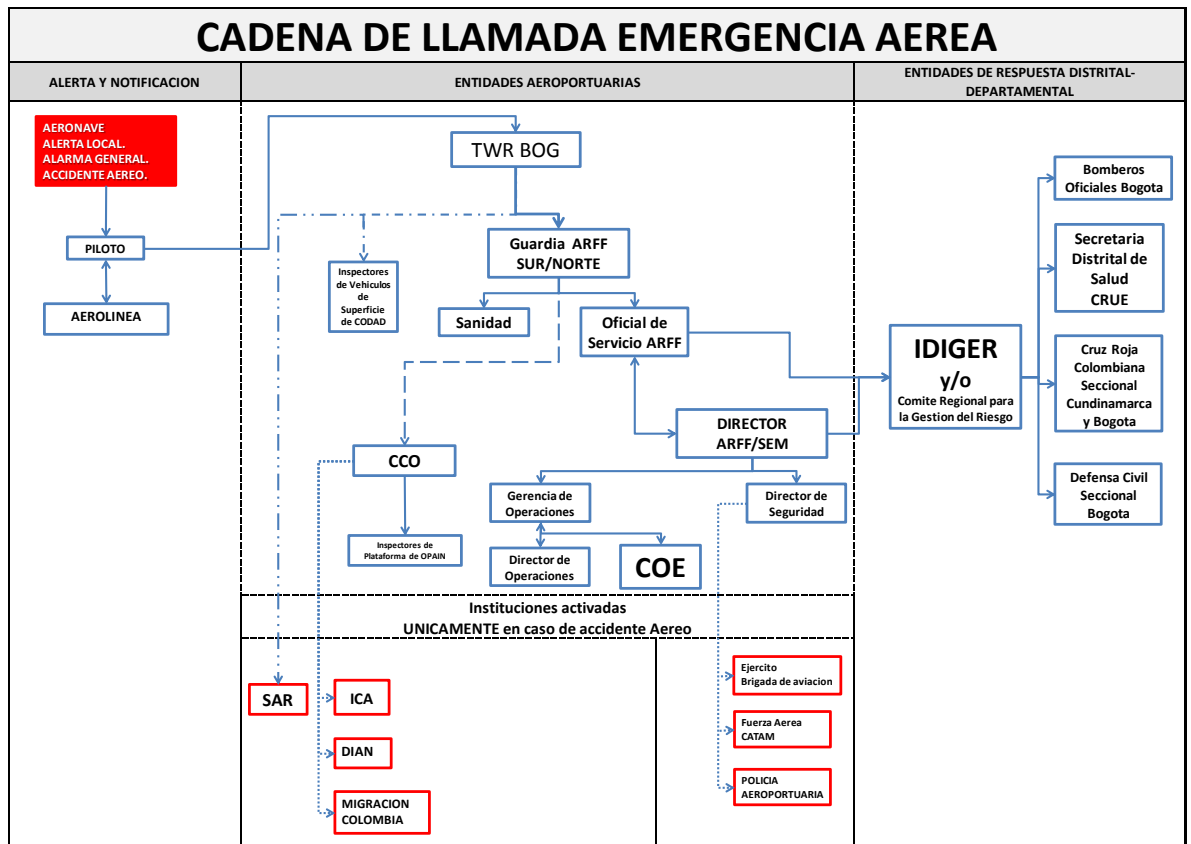 CADENA DE LLAMADA EMERGENCIA AEREA
ALERTA Y NOTIFICACION
ENTIDADES AEROPORTUARIAS
ENTIDADES DE RESPUESTA DISTRITAL-
DEPARTAMENTAL
AERONAVE
ALERTA LOCAL.
ALARMA GENERAL.
ACCIDENTE AEREO.
PILOTO
AEROLINEA
TWR BOG
Guardia ARFF
SUR/NORTE
Inspectores
de Vehiculos
de
Superficie
de CODAD
Sanidad
Oficial de
Servicio ARFF
DIRECTOR
ARFF/SEM
CCO
Gerencia de
Operaciones
Director de
Seguridad
Inspectores de
Plataforma de OPAIN
Director de
Operaciones
COE
IDIGER
y/o
Comite Regional para
la Gestion del Riesgo
Bomberos
Oficiales Bogota
Secretaria
Distrital de
Salud
CRUE
Cruz Roja
Colombiana
Seccional
Cundinamarca
y Bogota
Defensa Civil
Seccional
Bogota
Instituciones activadas
UNICAMENTE en caso de accidente Aereo
SAR
ICA
DIAN
MIGRACION
COLOMBIA
Ejercito
Brigada de aviacion
Fuerza Aerea
CATAM
POLICIA
AEROPORTUARIA